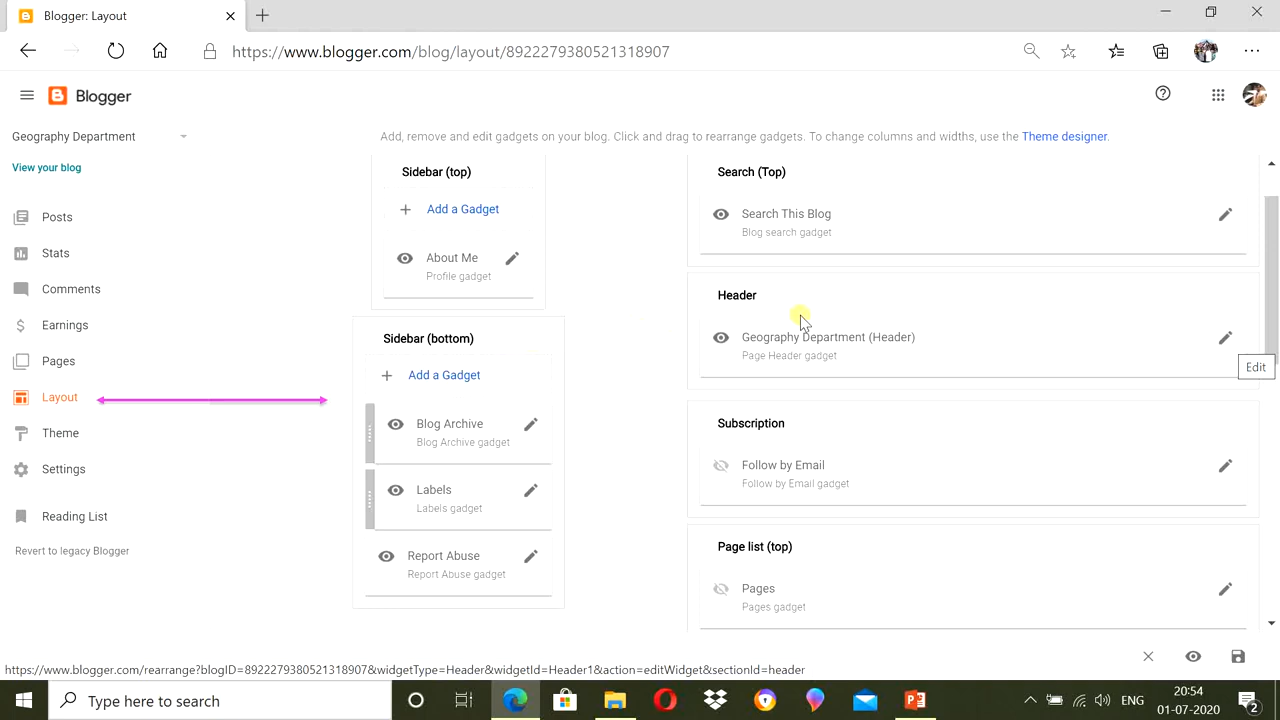 Blogger: Layout
https://www.blogger.com/blog/layout/8922279380521318907
Blogger
Geography Department
Add, remove and edit gadgets on your blog. Click and drag to rearrange gadgets. To change columns and widths, use the Theme designer.
View your blog
Posts
Stats
Comments
Earnings
Pages
Layout
Theme
Settings
Reading List
Revert to legacy Blogger
Sidebar (top)
Add a Gadget
About Me
Profile gadget
Sidebar (bottom)
Add a Gadget
Blog Archive
Blog Archive gadget
Labels
Labels gadget
Report Abuse
Report Abuse gadget
Search (Top)
Search This Blog
Blog search gadget
Header
Geography Department (Header)
Page Header gadget
Edit
Subscription
Follow by Email
Follow by Email gadget
Page list (top)
Pages
Pages gadget
https://www.blogger.com/rearrange?blogID=8922279380521318907&widgetType=Header&widgetId=Header1&action=editWidget&sectionId=header
Type here to search
ENG
20:54
01-07-2020
2